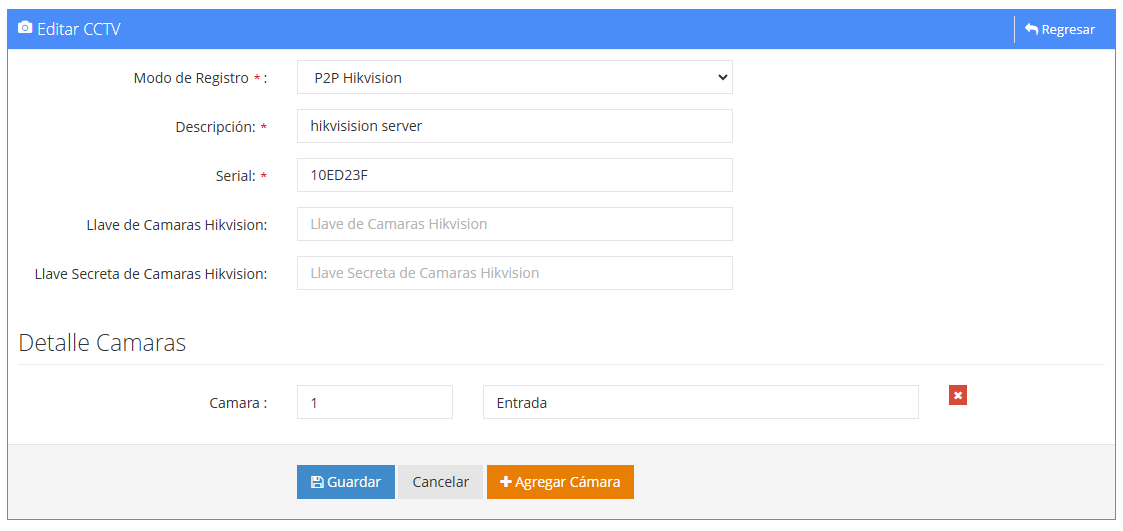 Editar CCTV
Regresar
Modo de Registro * :
P2P Hikvision
Descripción: *
hikvisision server
Serial: *
10ED23F
Llave de Camaras Hikvision:
Llave de Camaras Hikvision
Llave Secreta de Camaras Hikvision:
Llave Secreta de Camaras Hikvision
Detalle Camaras
Camara :
1
Entrada
Guardar
Cancelar
Agregar Cámara